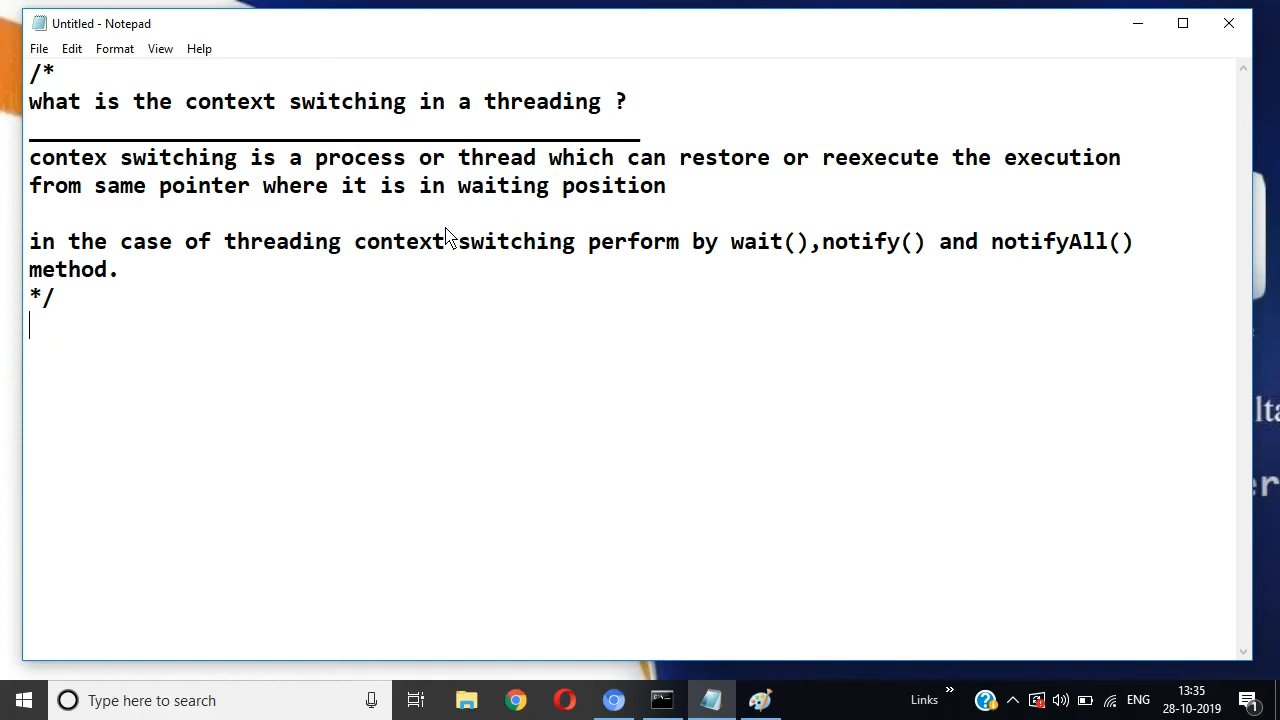 Untitled - Notepad
File Edit Format View Help
/*
what is the context switching in a threading ?
contex switching is a process or thread which can restore or reexecute the execution
from same pointer where it is in waiting position
in the case of threading context switching perform by wait(),notify() and notifyAll()
method.
*/
Type here to search
Links
ENG
13:35
28-10-2019
1